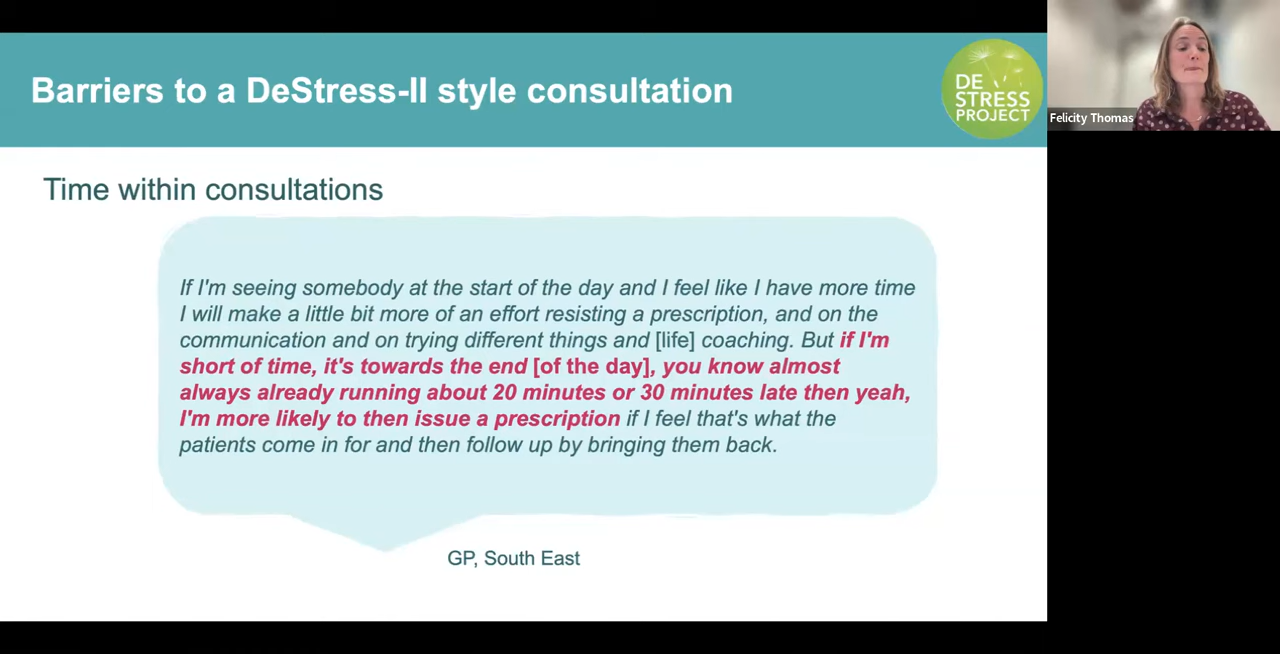 Barriers to a DeStress-II style consultation
DE
STRESS
PROJECT
Felicity Thomas
Time within consultations
If I'm seeing somebody at the start of the day and I feel like I have more time
I will make a little bit more of an effort resisting a prescription, and on the
communication and on trying different things and [life] coaching. But if I'm
short of time, it's towards the end [of the day], you know almost
always already running about 20 minutes or 30 minutes late then yeah,
I'm more likely to then issue a prescription if I feel that's what the
patients come in for and then follow up by bringing them back.
GP, South East